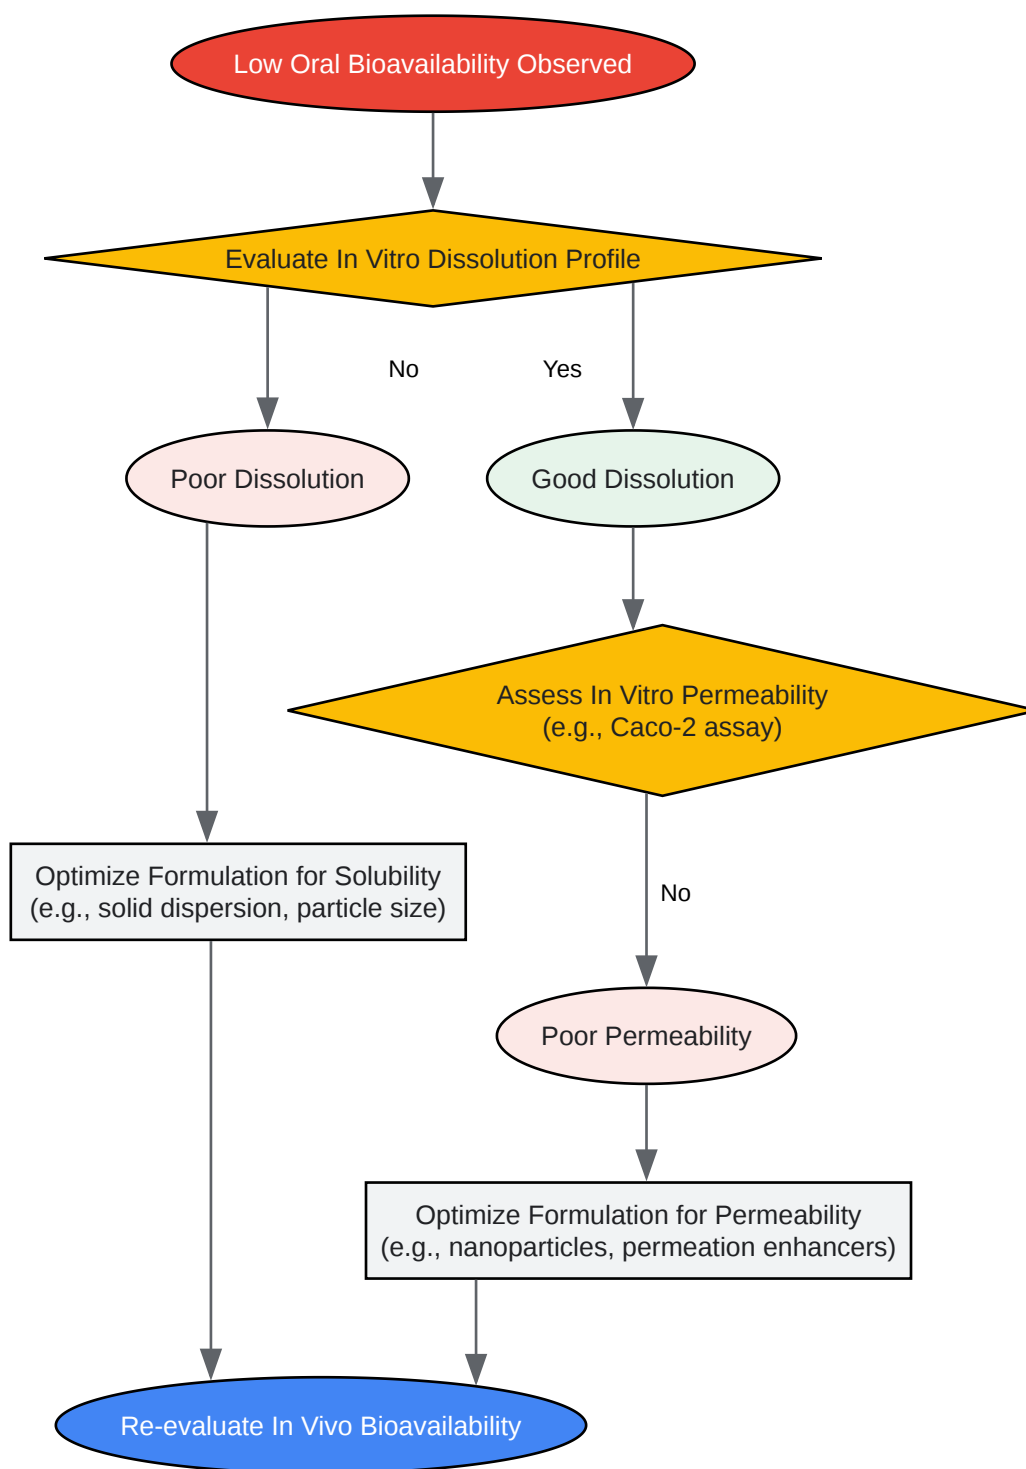 Low Oral Bioavailability Observed
Evaluate In Vitro Dissolution Profile
No
Yes
Poor Dissolution
Good Dissolution
Assess In Vitro Permeability
(e.g., Caco-2 assay)
Optimize Formulation for Solubility
(e.g., solid dispersion, particle size)
No
Poor Permeability
Optimize Formulation for Permeability
(e.g., nanoparticles, permeation enhancers)
Re-evaluate In Vivo Bioavailability